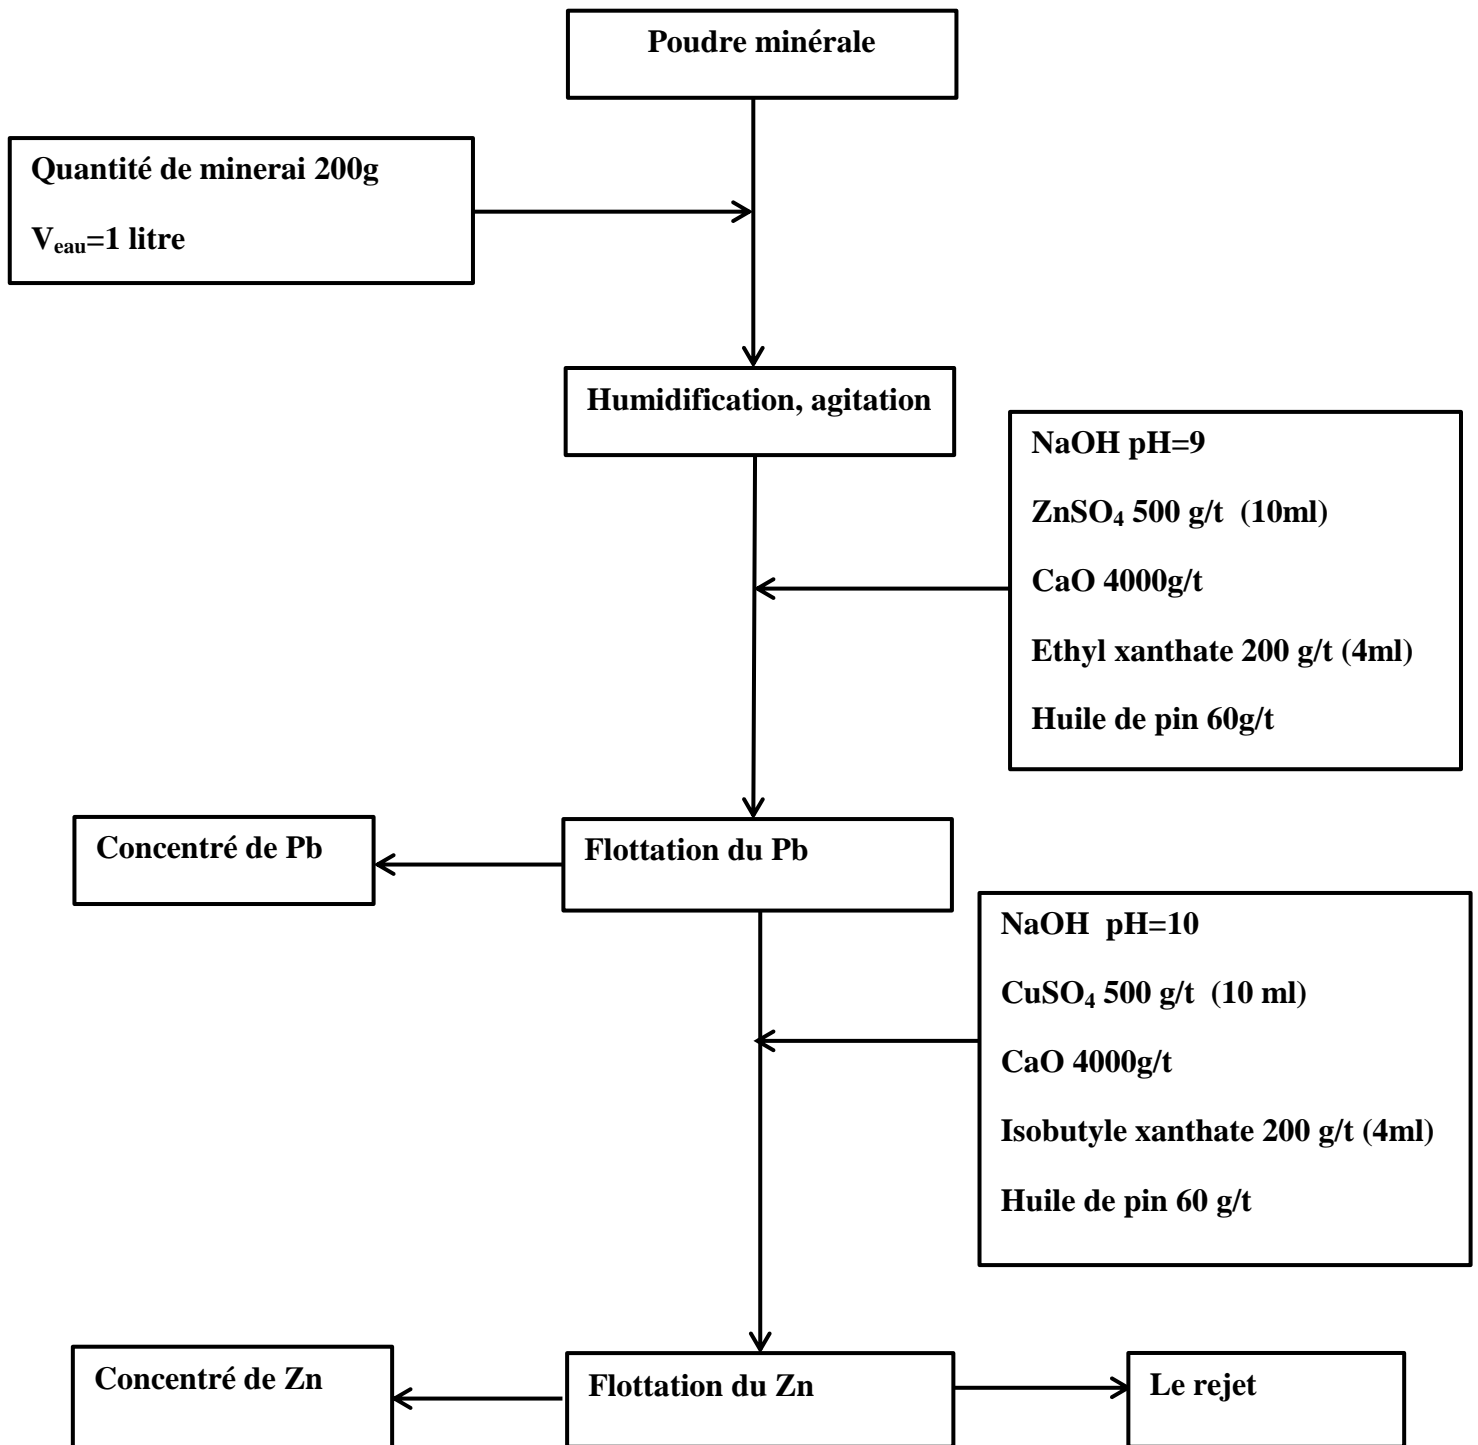 Poudre minérale
Quantité de minerai 200g
Veau=1 litre
Humidification, agitation
NaOH pH=9
ZnSO4 500 g/t  (10ml)
CaO 4000g/t
Ethyl xanthate 200 g/t (4ml)
Huile de pin 60g/t
Concentré de Pb
Flottation du Pb
NaOH  pH=10
CuSO4 500 g/t  (10 ml)
CaO 4000g/t
Isobutyle xanthate 200 g/t (4ml)
Huile de pin 60 g/t
Concentré de Zn
Flottation du Zn
Le rejet